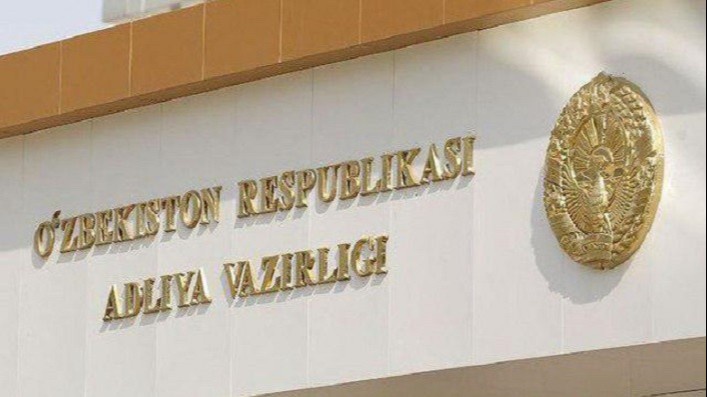 O‘ZBEKISTON RESPUBLIKASI
ADLIYA VAZIRLIGI